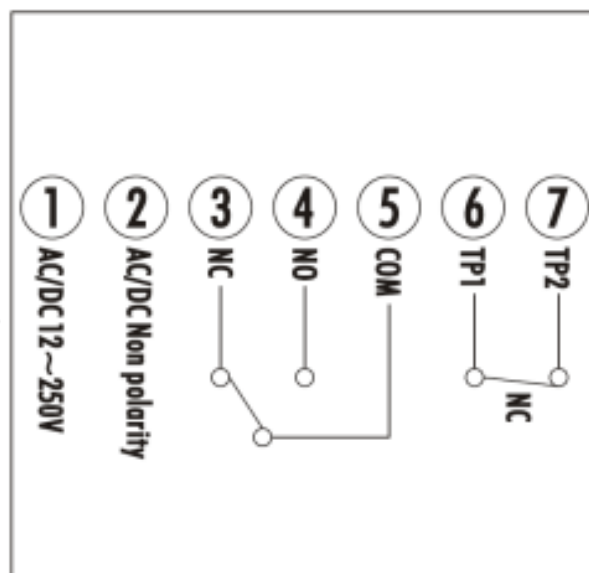 1 2 3 4 5 6 7
AC/DC 12～250V
AC/DC Non polarity
NC
NO
COM
TP1
TP2
NC